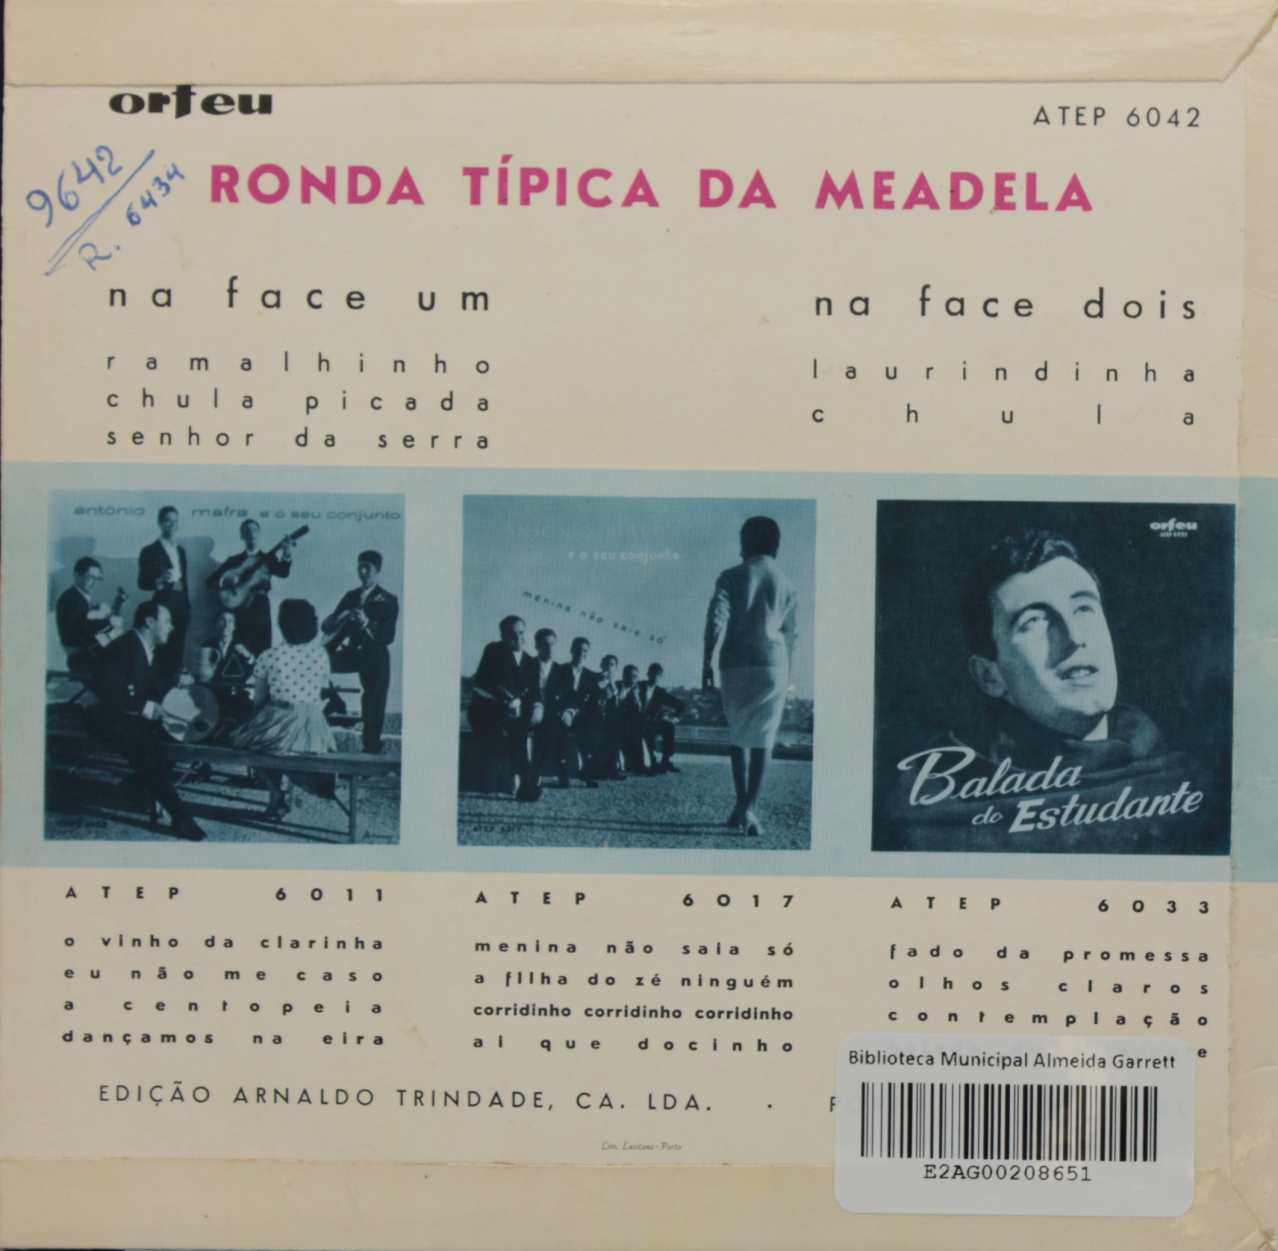 orfeu
ATEP 6042
9642
R. 6434
RONDA TÍPICA DA MEADELA
na face um
ramalhinho
chula picada
senhor da serra
na face dois
laurindinha
chula
antónio mafra e o seu conjunto
e o seu conjunto
menina não saia só
ATEP 6017
orfeu
Balada
do Estudante
ATEP 6011
o vinho da clarinha
eu não me caso
a centopeia
dançamos na eira
ATEP 6017
menina não saia só
a filha do zé ninguém
corridinho corridinho corridinho
ai que docinho
ATEP 6033
fado da promessa
olhos claros
contemplação
e
EDIÇÃO ARNALDO TRINDADE, CA. LDA. ·
Lito. Lusitana - Porto
Biblioteca Municipal Almeida Garrett
E2AG00208651